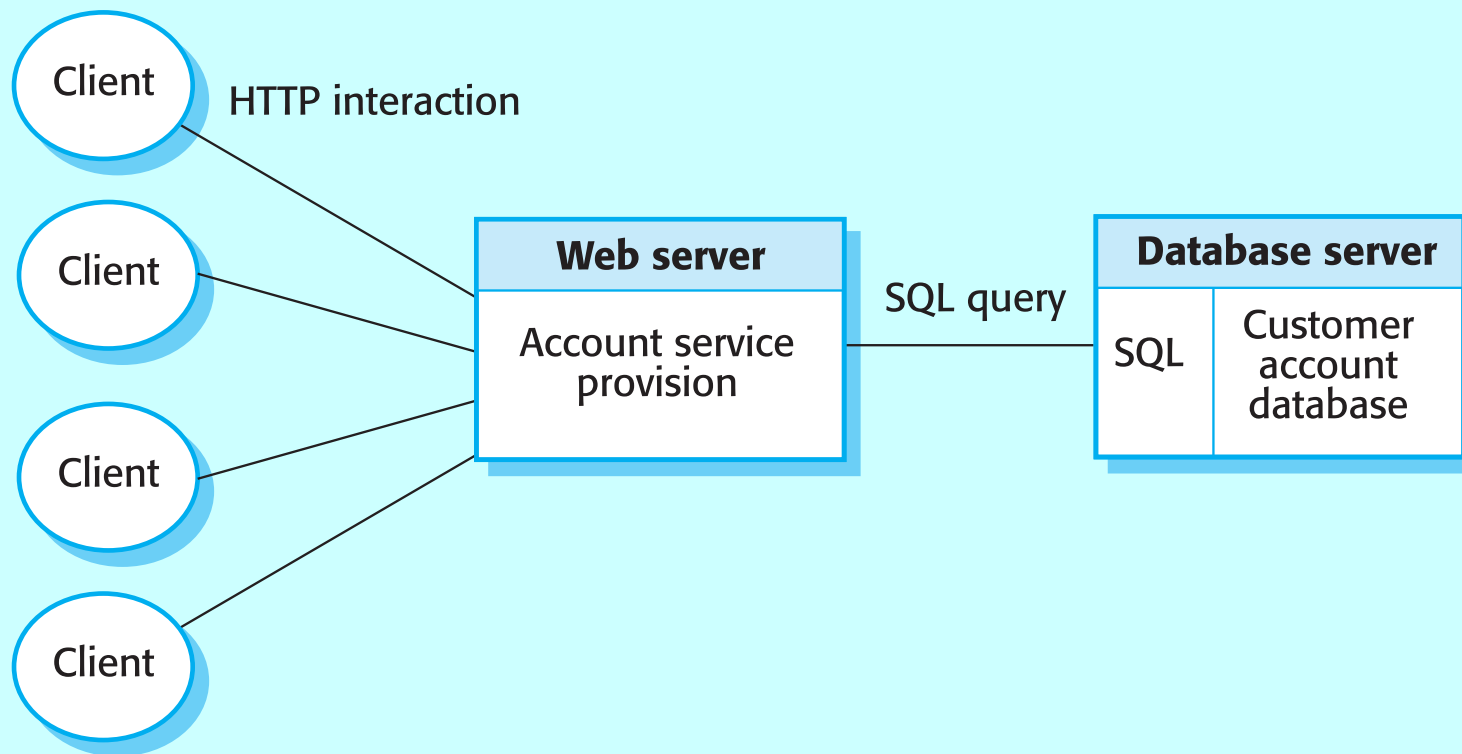 Client
HTTP interaction
Client
Client
Client
Web server
Account service
provision
SQL query
Database server
SQL
Customer
account
database